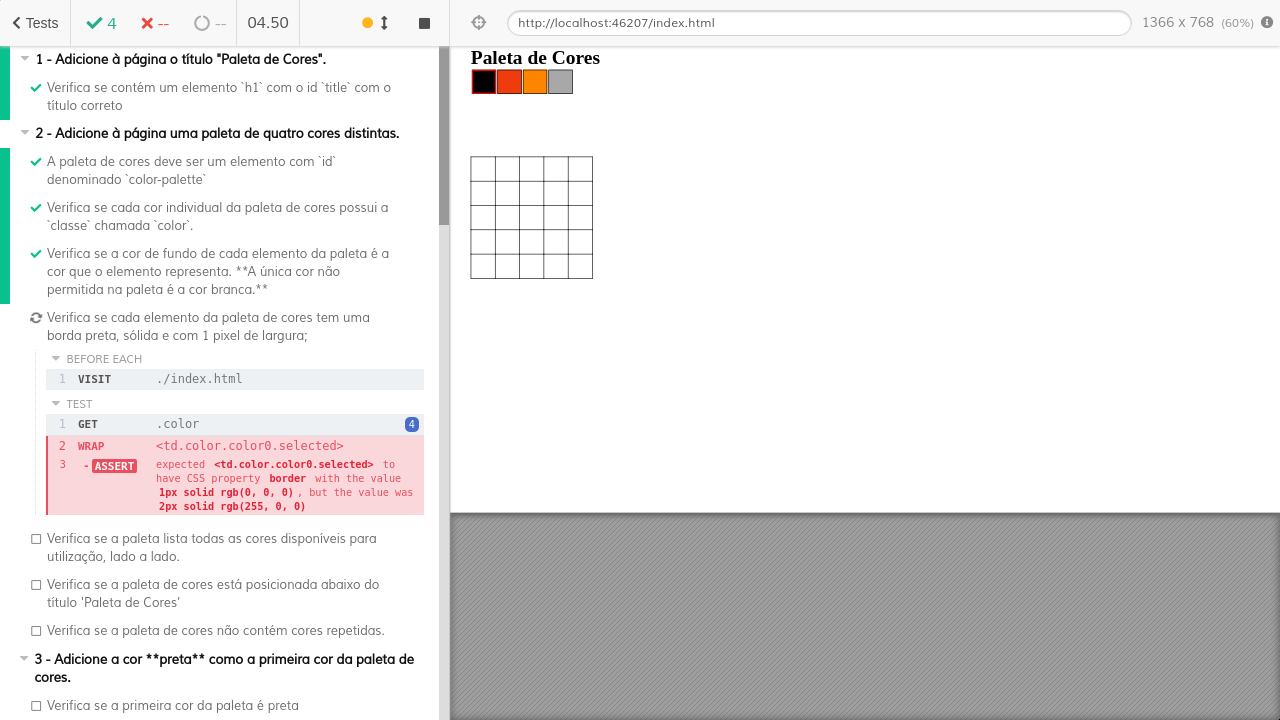 Tests
4
--
--
04.50
http://localhost:46207/index.html
1366 x 768 (60%)
1 - Adicione à página o título "Paleta de Cores".
Verifica se contém um elemento `h1` com o id `title` com o
título correto
2 - Adicione à página uma paleta de quatro cores distintas.
A paleta de cores deve ser um elemento com `id`
denominado `color-palette`
Verifica se cada cor individual da paleta de cores possui a
`classe` chamada `color`.
Verifica se a cor de fundo de cada elemento da paleta é a
cor que o elemento representa. **A única cor não
permitida na paleta é a cor branca.**
Verifica se cada elemento da paleta de cores tem uma
borda preta, sólida e com 1 pixel de largura;
BEFORE EACH
1 VISIT ./index.html
TEST
1 GET .color 4
2 WRAP <td.color.color0.selected>
3 -ASSERT expected <td.color.color0.selected> to
have CSS property border with the value
1px solid rgb(0, 0, 0), but the value was
2px solid rgb(255, 0, 0)
Verifica se a paleta lista todas as cores disponíveis para
utilização, lado a lado.
Verifica se a paleta de cores está posicionada abaixo do
título 'Paleta de Cores'
Verifica se a paleta de cores não contém cores repetidas.
3 - Adicione a cor **preta** como a primeira cor da paleta de
cores.
Verifica se a primeira cor da paleta é preta
Paleta de Cores